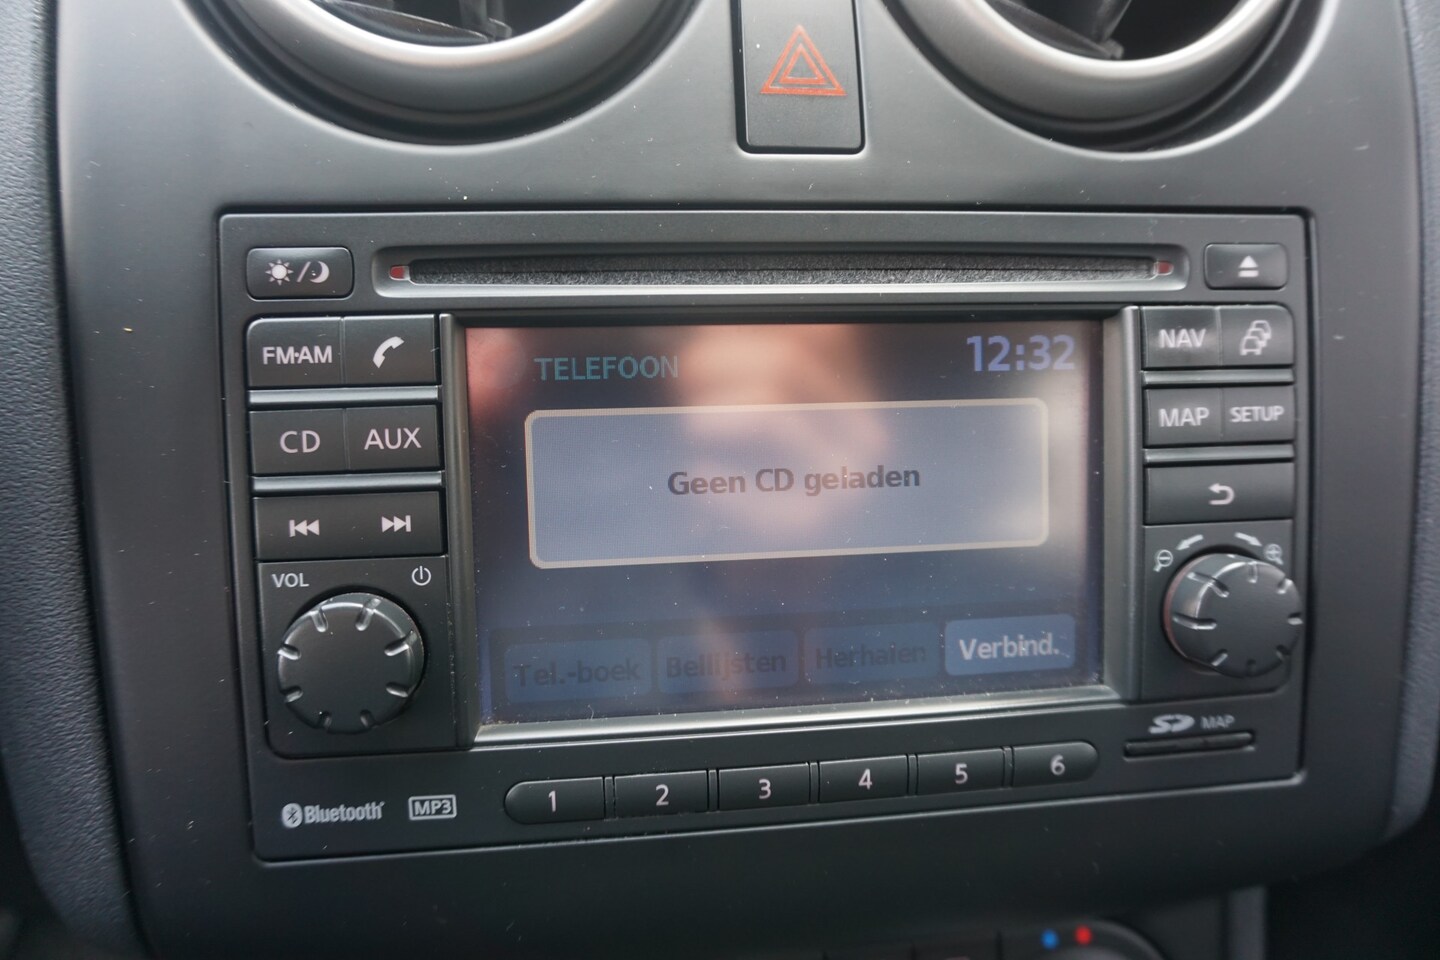 FM·AM
CD
AUX
VOL
TELEFOON
12:32
Geen CD geladen
Tel.-boek
Bellijsten
Herhalen
Verbind.
NAV
MAP
SETUP
SD
MAP
1
2
3
4
5
6
Bluetooth
MP3